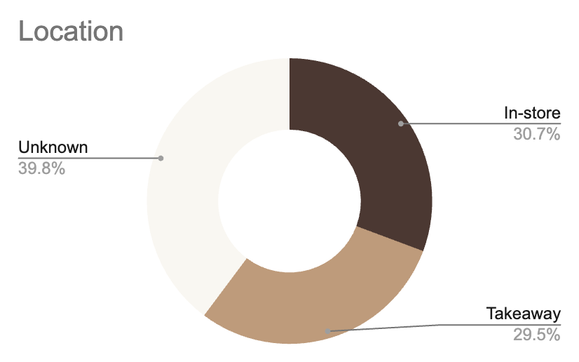 Location
In-store
30.7%
Unknown
39.8%
Takeaway
29.5%